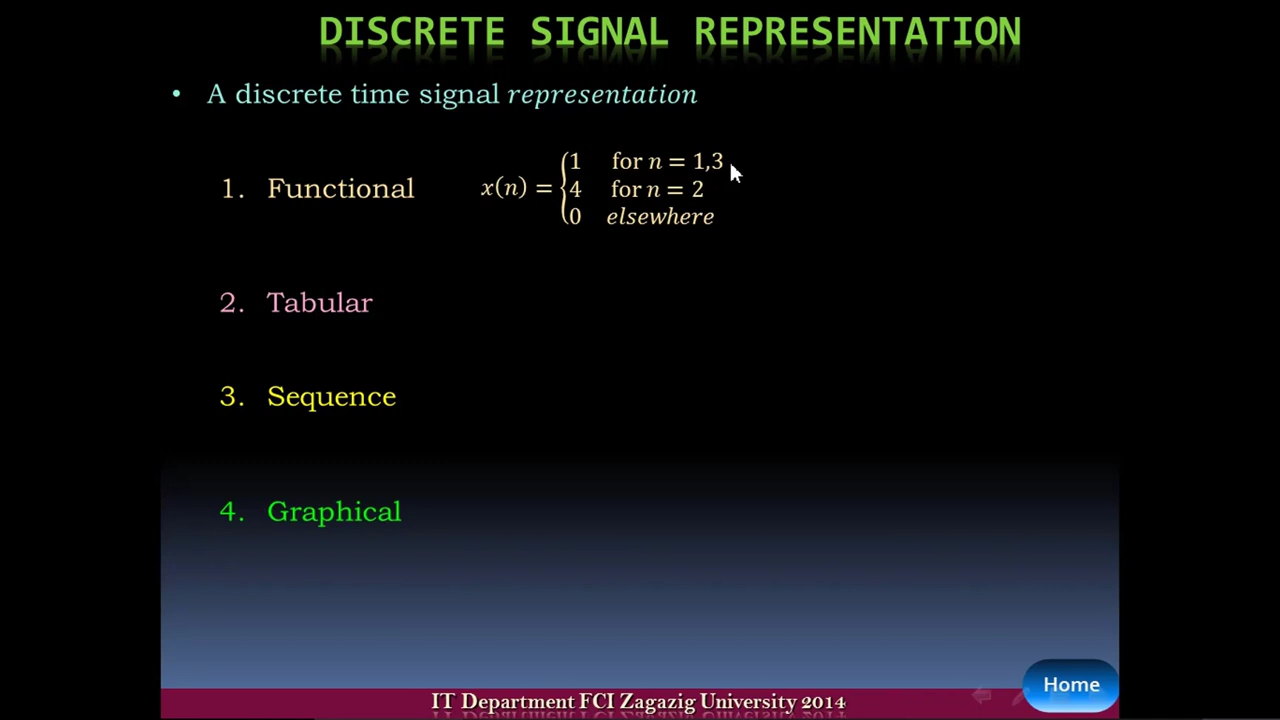 DISCRETE SIGNAL REPRESENTATION
• A discrete time signal representation
1. Functional
x(n) = {1 for n = 1,3
4 for n = 2
0 elsewhere
2. Tabular
3. Sequence
4. Graphical
Home
IT Department FCI Zagazig University 2014